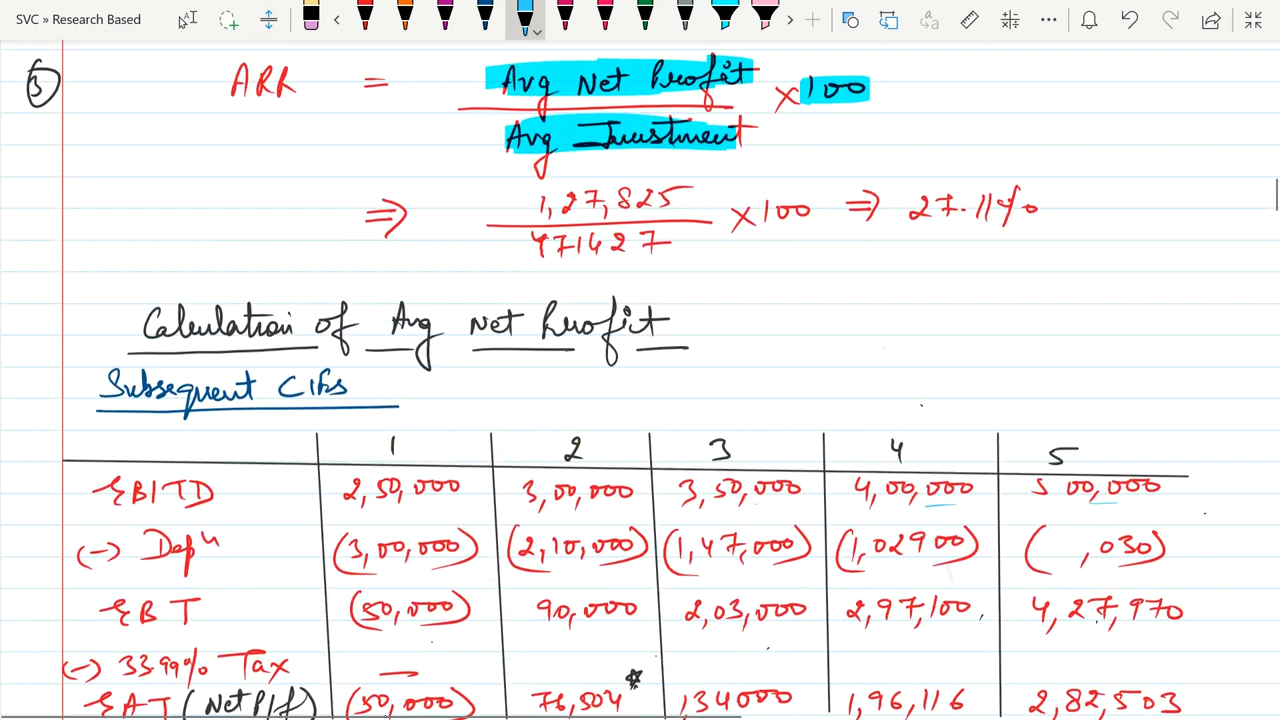 SVC » Research Based
3 ARR = Avg Net Profit × 100
Avg Investment
⇒ 1,27,825 × 100 ⇒ 27.11%
471427
Calculation of Avg Net Profit
Subsequent CIFs
1 2 3 4 5
EBITD 2,50,000 3,00,000 3,50,000 4,00,000 5 00,000
(-) Depn (3,00,000) (2,10,000) (1,47,000) (1,02900) ( ,030)
EBT (50,000) 90,000 2,03,000 2,97,100 4,27,970
(-) 33.99% Tax —
EAT (Net P/f) (50,000) 76,504 * 134000 1,96,116 2,82,503